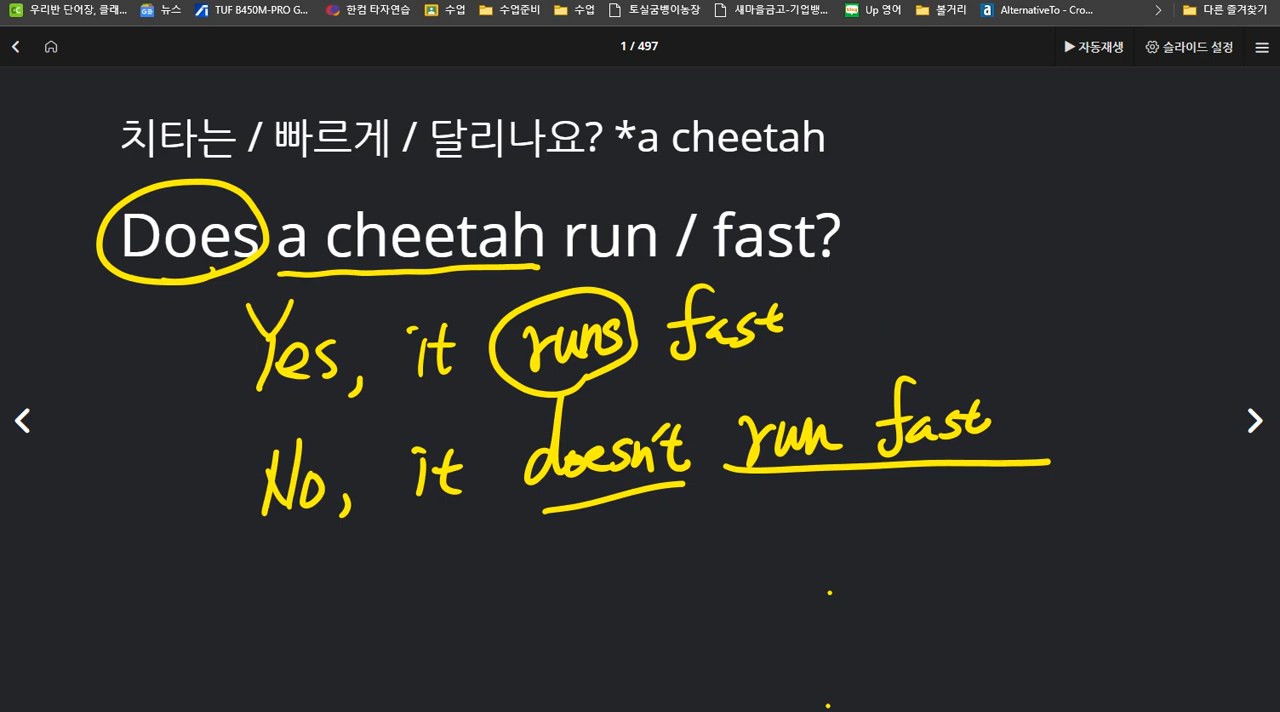 우리반 단어장, 클래... 뉴스 TUF B450M-PRO G... 한컴 타자연습 수업 수업준비 수업 토실굼벵이농장 새마을금고-기업뱅... Up 영어 볼거리 AlternativeTo - Cro... 다른 즐겨찾기
1 / 497 자동재생 슬라이드 설정
치타는 / 빠르게 / 달리나요? *a cheetah
Does a cheetah run / fast?
Yes, it runs fast
No, it doesn't run fast